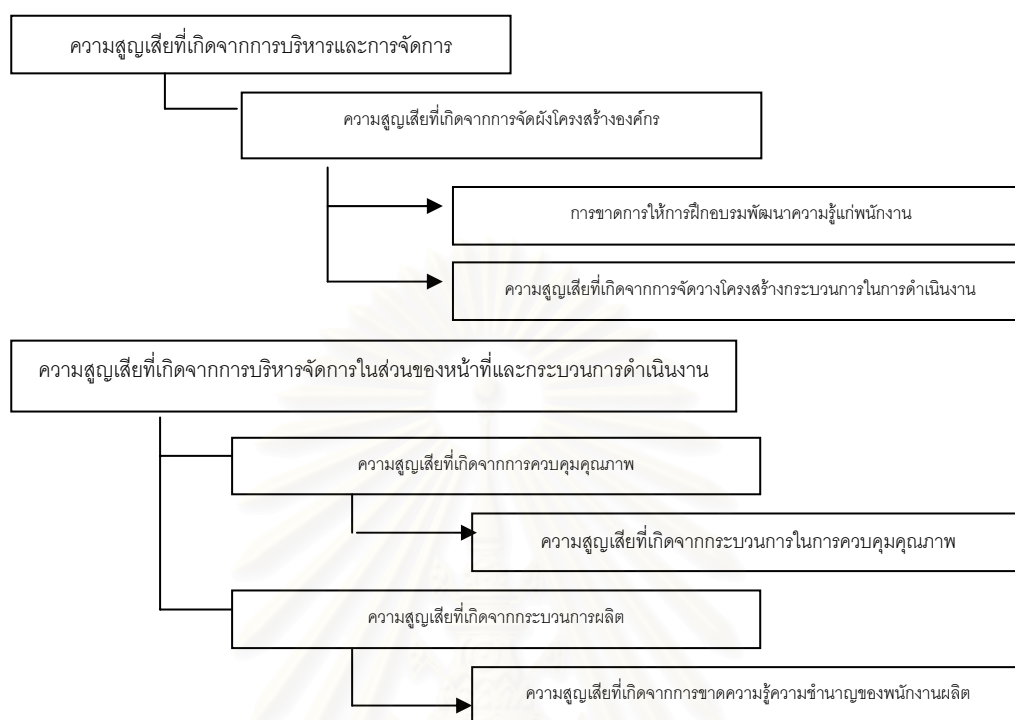 ความสูญเสียที่เกิดจากการบริหารและการจัดการ
ความสูญเสียที่เกิดจากการจัดผังโครงสร้างองค์กร
การขาดการให้การฝึกอบรมพัฒนาความรู้แก่พนักงาน
ความสูญเสียที่เกิดจากการจัดวางโครงสร้างกระบวนการในการดำเนินงาน
ความสูญเสียที่เกิดจากการบริหารจัดการในส่วนของหน้าที่และกระบวนการดำเนินงาน
ความสูญเสียที่เกิดจากการควบคุมคุณภาพ
ความสูญเสียที่เกิดจากกระบวนการในการควบคุมคุณภาพ
ความสูญเสียที่เกิดจากกระบวนการผลิต
ความสูญเสียที่เกิดจากการขาดความรู้ความชำนาญของพนักงานผลิต